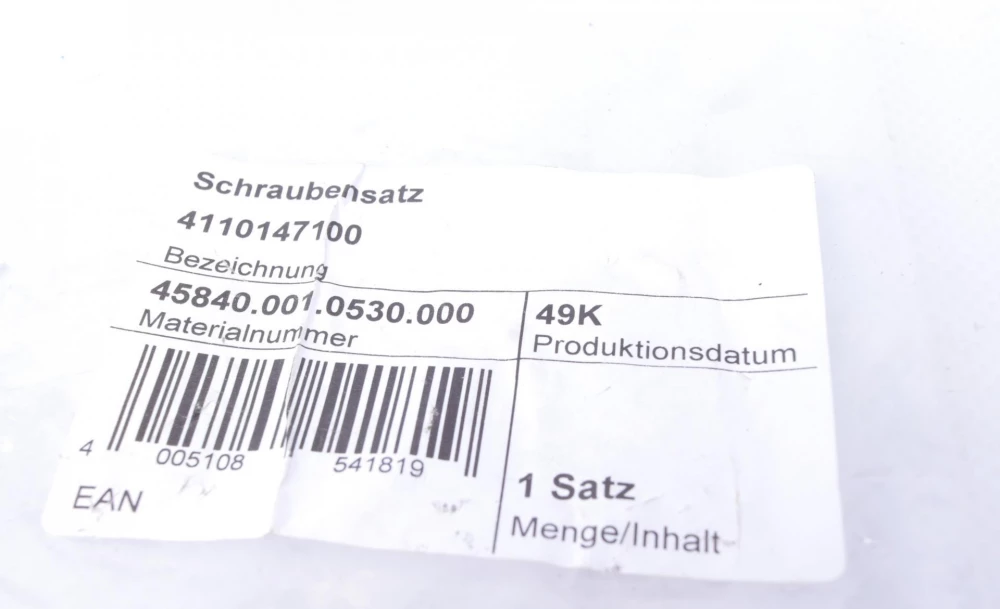 Schraubensatz
4110147100
Bezeichnung
45840.001.0530.000
Materialnummer
49K
Produktionsdatum
4 005108 541819
EAN
1 Satz
Menge/Inhalt